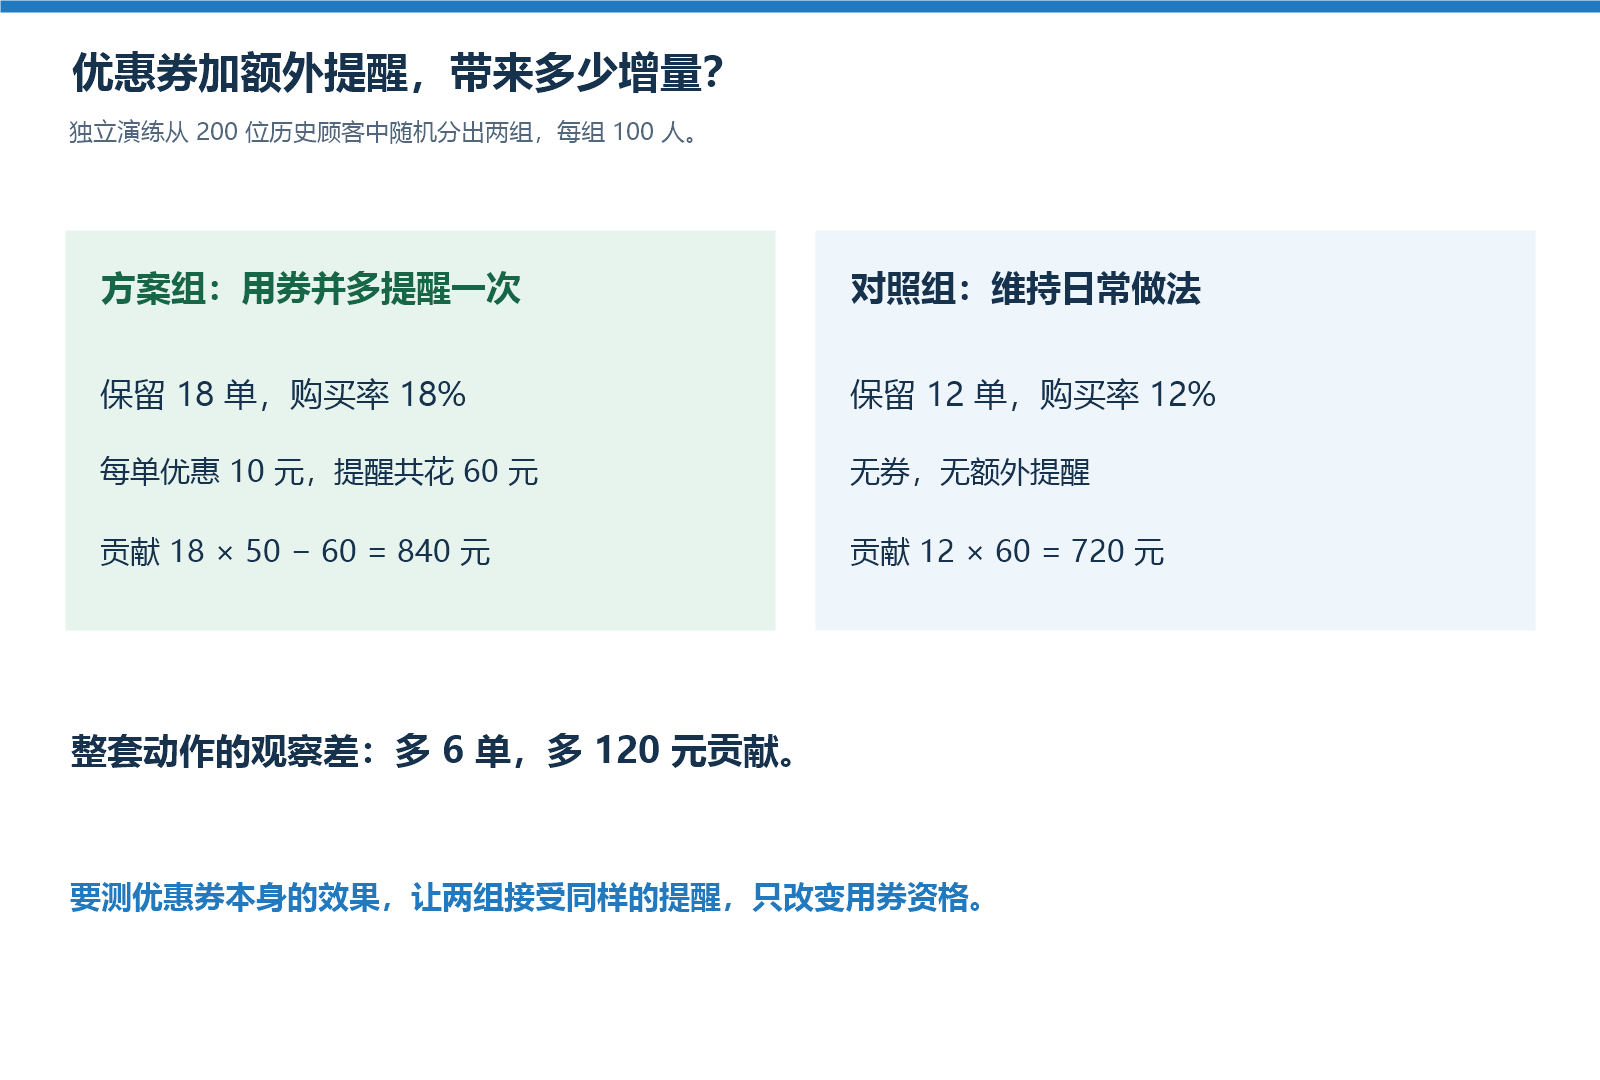 优惠券加额外提醒，带来多少增量？
独立演练从 200 位历史顾客中随机分出两组，每组 100 人。
方案组：用券并多提醒一次
保留 18 单，购买率 18%
每单优惠 10 元，提醒共花 60 元
贡献 18 × 50 − 60 = 840 元
对照组：维持日常做法
保留 12 单，购买率 12%
无券，无额外提醒
贡献 12 × 60 = 720 元
整套动作的观察差：多 6 单，多 120 元贡献。
要测优惠券本身的效果，让两组接受同样的提醒，只改变用券资格。